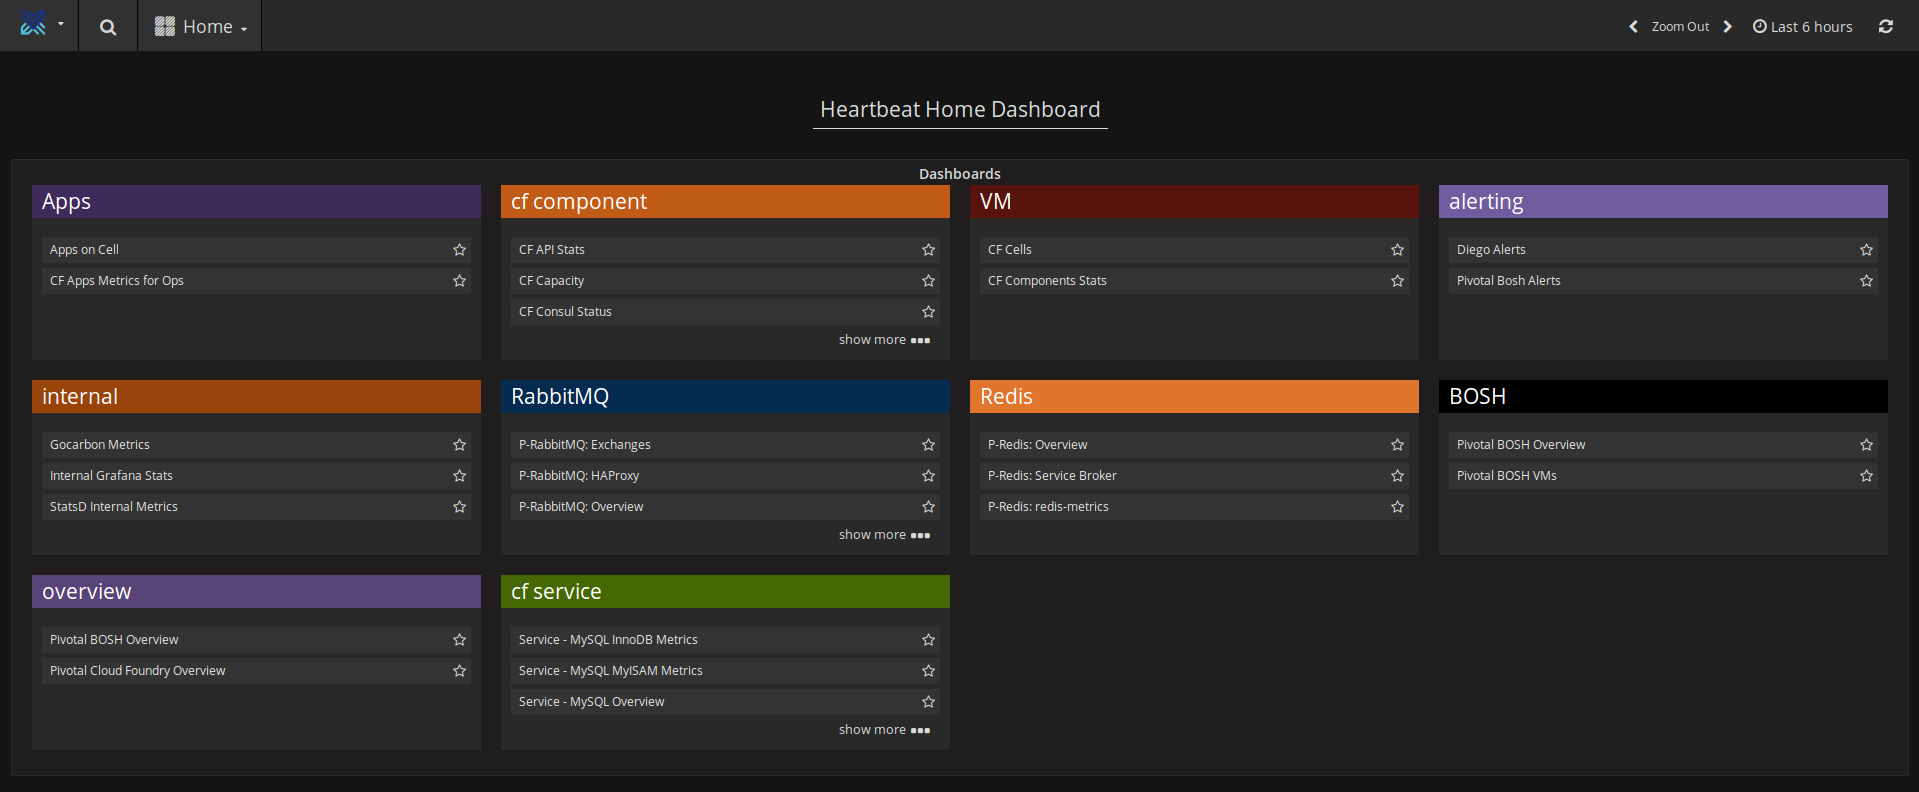 Home
Zoom Out
Last 6 hours
Heartbeat Home Dashboard
Dashboards
Apps
Apps on Cell
CF Apps Metrics for Ops
cf component
CF API Stats
CF Capacity
CF Consul Status
show more
VM
CF Cells
CF Components Stats
alerting
Diego Alerts
Pivotal Bosh Alerts
internal
Gocarbon Metrics
Internal Grafana Stats
StatsD Internal Metrics
RabbitMQ
P-RabbitMQ: Exchanges
P-RabbitMQ: HAProxy
P-RabbitMQ: Overview
show more
Redis
P-Redis: Overview
P-Redis: Service Broker
P-Redis: redis-metrics
BOSH
Pivotal BOSH Overview
Pivotal BOSH VMs
overview
Pivotal BOSH Overview
Pivotal Cloud Foundry Overview
cf service
Service - MySQL InnoDB Metrics
Service - MySQL MyISAM Metrics
Service - MySQL Overview
show more